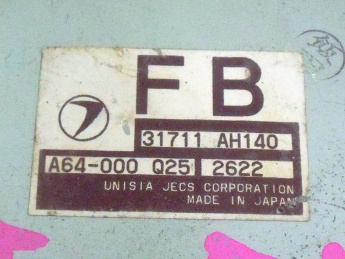 FB
31711 AH140
A64-000 Q25 2622
UNISIA JECS CORPORATION
MADE IN JAPAN